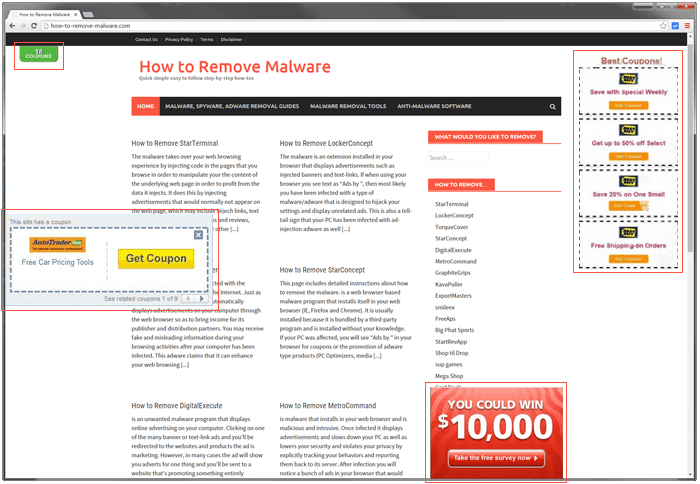 How to Remove Malware
how-to-remove-malware.com
Contact Us
Privacy Policy
Terms
Disclaimer
18
COUPONS
How to Remove Malware
Quick simple easy to follow step-by-step how-tos
HOME
MALWARE, SPYWARE, ADWARE REMOVAL GUIDES
MALWARE REMOVAL TOOLS
ANTI-MALWARE SOFTWARE
How to Remove StarTerminal
The malware takes over your web browsing
experience by injecting code in the pages that you
browse in order to manipulate your the content of
the underlying web page in order to profit from the
data it injects. It does this by injecting
advertisements that would normally not appear
on the web page, which may include search links, text
and reviews,
other [...]
How to Remove LockerConcept
The malware is an extension installed in your
browser that displays advertisements such as
injected banners and text-links. If when using your
browser you see text as "Ads by ", then most likely
you have been infected with a type of
malware/adware that is designed to hijack your
settings and display unrelated ads. This is also a tell-
tail sign that your PC has been infected with ad-
injection adware as well [...]
WHAT WOULD YOU LIKE TO REMOVE?
Search ...
HOW TO REMOVE...
StarTerminal
LockerConcept
TorqueCover
StarConcept
DigitalExecute
MetroCommand
GraphiteGrips
KavaPuller
ExportMasters
smileex
FreeAps
Big Phat Sports
StartRevApp
Shop til Drop
sup games
Mega Shop
Best Coupons!
Save with Special Weekly
Get Coupon
Get up to 50% off Select
Get Coupon
Save 20% on One Small
Free Shipping on Orders
Get Coupon
This site has a coupon
AutoTrader.com
Free Car Pricing Tools
Get Coupon
See related coupons 1 of 9
ected with
the internet. Just as
automatically
displays advertisements on your computer through
the web browser so as to bring income for its
publisher and distribution partners. You may receive
fake and misleading information during your
browsing activities after your computer has been
infected. This adware claims that it can enhance
your web browsing [...]
How to Remove StarConcept
This page includes detailed instructions about how
to remove the malware. is a web-browser-based
malware program that installs itself in your web
browser (IE, Firefox and Chrome). It is usually
installed because it is bundled by a third-party
program and is installed without your knowledge.
If your PC was affected, you will see "Ads by " in your
browser for coupons or the promotion of adware
type products (PC Optimizers, media [...]
How to Remove DigitalExecute
is an unwanted malware program that displays
online advertising on your computer. Clicking on
one of the many banner or text-link ads and you'll be
redirected to the websites and products the ad is
marketing. However, in many cases the ad will show
you adverts for one thing and you'll be sent to a
website that's promoting something entirely
How to Remove MetroCommand
is malware that installs in your web browser and is
malicious and intrusive. Once infected it displays
advertisements and slows down your PC as well as
lowers your security and violates your privacy by
explicitly tracking your behaviors and reporting
them back to its server. After infection you will
notice a bunch of ads in your browser that would
YOU COULD WIN
$10,000
Take the free survey now